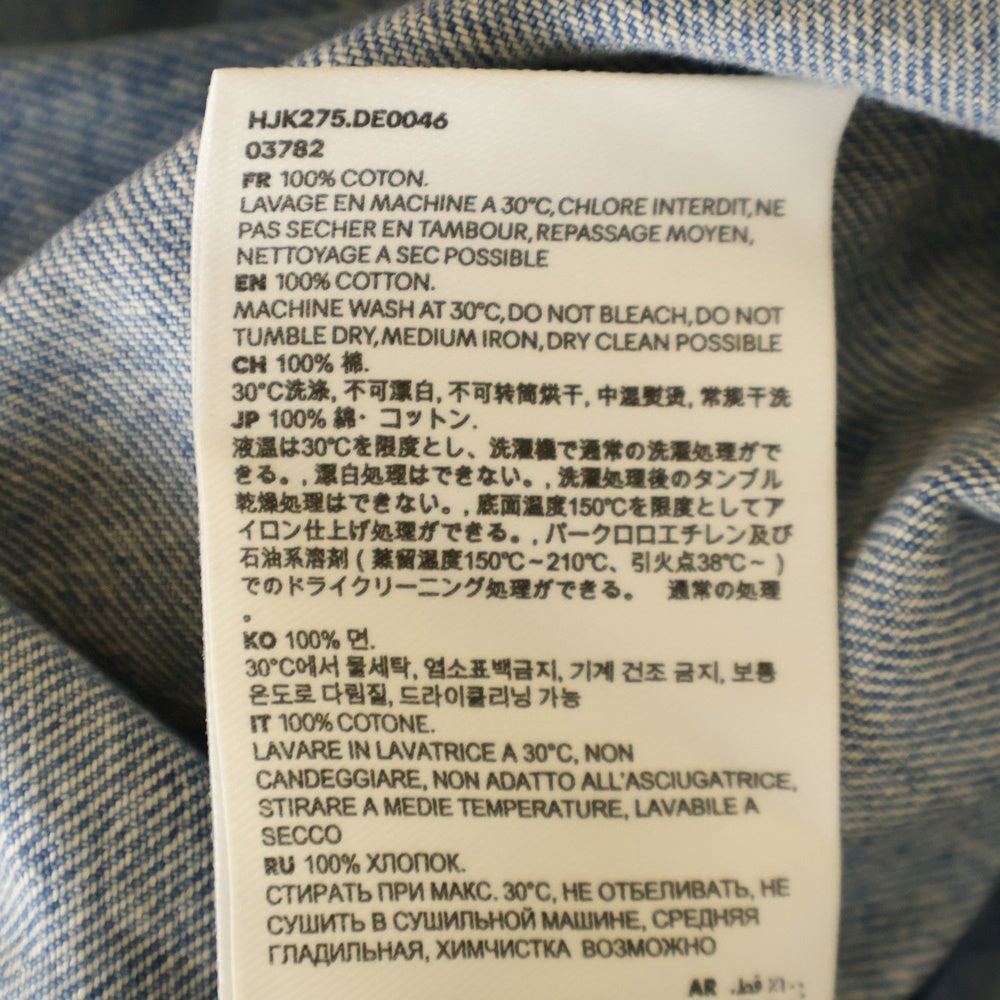 HJK275.DE0046
03782
FR 100% COTON.
LAVAGE EN MACHINE A 30°C, CHLORE INTERDIT, NE
PAS SECHER EN TAMBOUR, REPASSAGE MOYEN,
NETTOYAGE A SEC POSSIBLE
EN 100% COTTON.
MACHINE WASH AT 30°C, DO NOT BLEACH, DO NOT
TUMBLE DRY, MEDIUM IRON, DRY CLEAN POSSIBLE
CH 100% 棉.
30°C洗涤, 不可漂白, 不可转筒烘干, 中温熨烫, 常规干洗
JP 100% 綿・コットン.
液温は30℃を限度とし、洗濯機で通常の洗濯処理がで
きる。, 漂白処理はできない。, 洗濯処理後のタンブル
乾燥処理はできない。, 底面温度150℃を限度としてア
イロン仕上げ処理ができる。, パークロロエチレン及び
石油系溶剤 ( 蒸留温度150℃~210℃、引火点38℃~ )
でのドライクリーニング処理ができる。 通常の処理
。
KO 100% 면.
30°C에서 물세탁, 염소표백금지, 기계 건조 금지, 보통
온도로 다림질, 드라이클리닝 가능
IT 100% COTONE.
LAVARE IN LAVATRICE A 30°C, NON
CANDEGGIARE, NON ADATTO ALL'ASCIUGATRICE,
STIRARE A MEDIE TEMPERATURE, LAVABILE A
SECCO
RU 100% ХЛОПОК.
СТИРАТЬ ПРИ МАКС. 30°C, НЕ ОТБЕЛИВАТЬ, НЕ
СУШИТЬ В СУШИЛЬНОЙ МАШИНЕ, СРЕДНЯЯ
ГЛАДИЛЬНАЯ, ХИМЧИСТКА ВОЗМОЖНО
AR